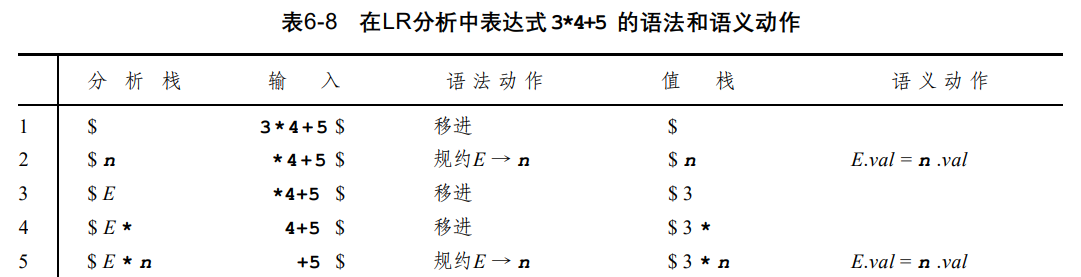 表6-8 在LR分析中表达式 3*4+5 的语法和语义动作
分析栈 输入 语法动作 值栈 语义动作
1 $ 3*4+5 $ 移进 $
2 $ n *4+5 $ 规约E → n $ n E.val = n .val
3 $ E *4+5 $ 移进 $ 3
4 $ E * 4+5 $ 移进 $ 3 *
5 $ E * n +5 $ 规约E → n $ 3 * n E.val = n .val